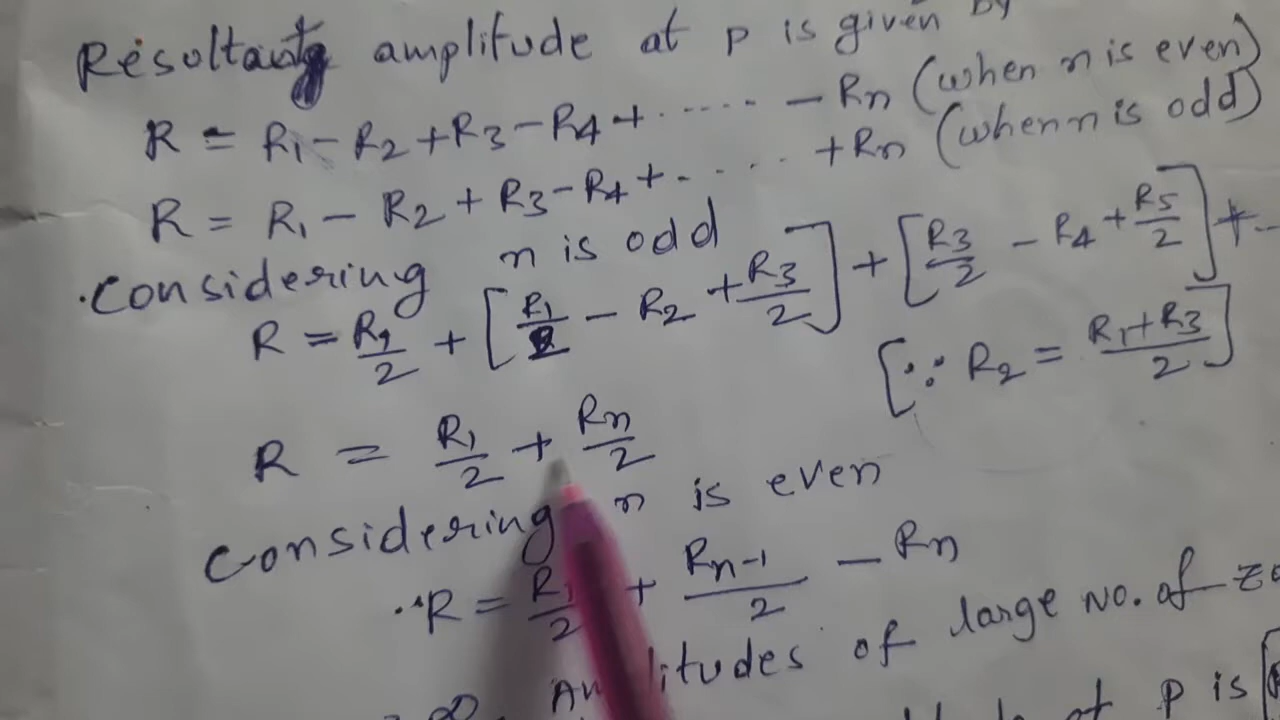 Resultant amplitude at P is given by
R = R₁ - R₂ + R₃ - R₄ + ...... - Rn (when n is even)
R = R₁ - R₂ + R₃ - R₄ + ...... + Rn (when n is odd)
Considering n is odd
R = R₁/2 + [R₁/2 - R₂ + R₃/2] + [R₃/2 - R₄ + R₅/2] + ..
[∵ R₂ = (R₁+R₃)/2]
R = R₁/2 + Rn/2
Considering n is even
R = R₁/2 + Rn-1/2 - Rn
of large No. of
at P is